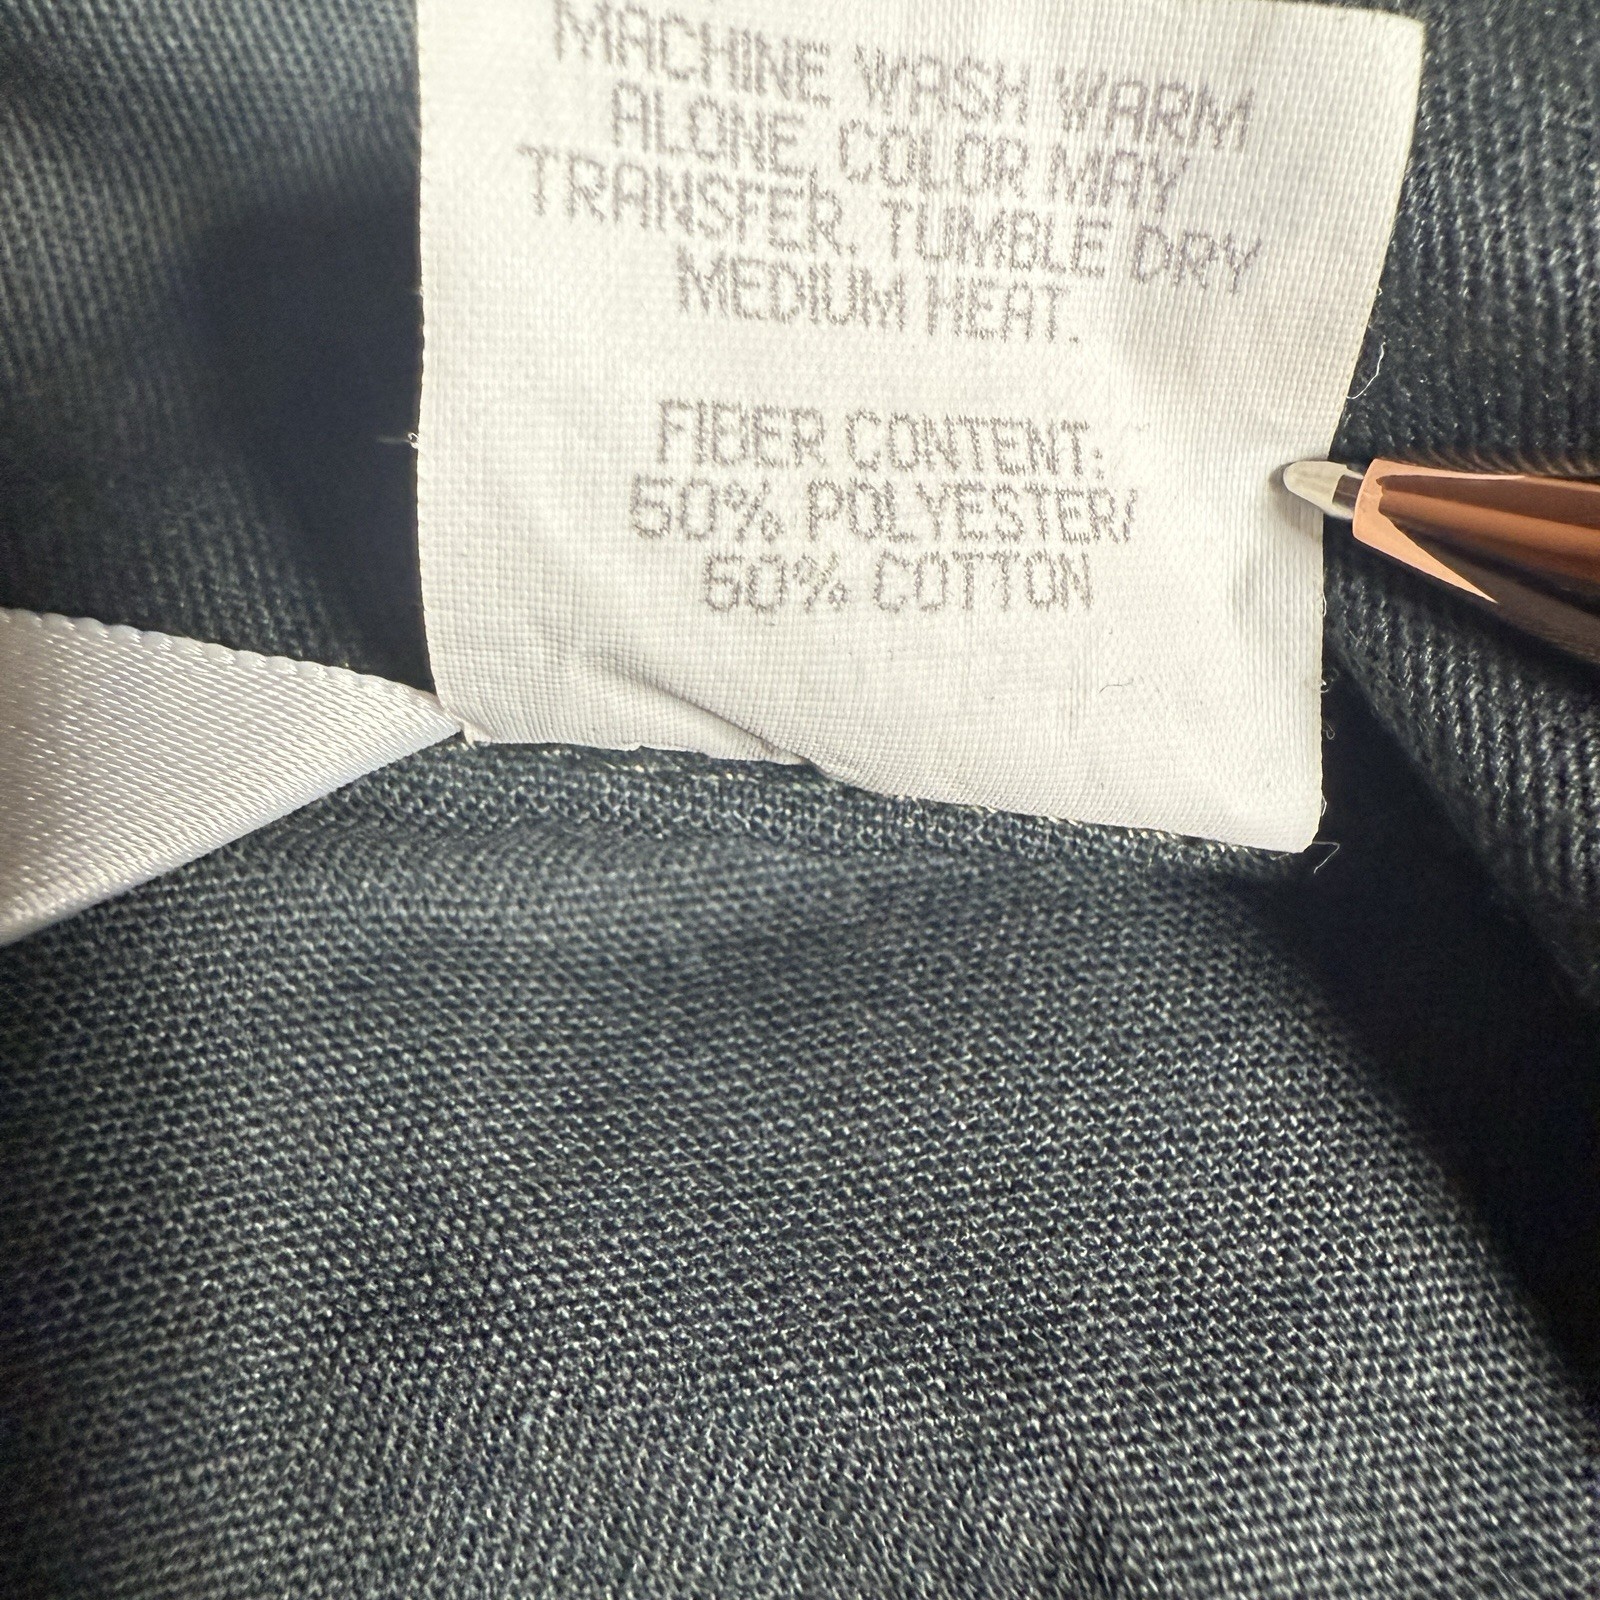 MACHINE WASH WARM
ALONE. COLOR MAY
TRANSFER. TUMBLE DRY
MEDIUM HEAT.
FIBER CONTENT:
50% POLYESTER/
50% COTTON